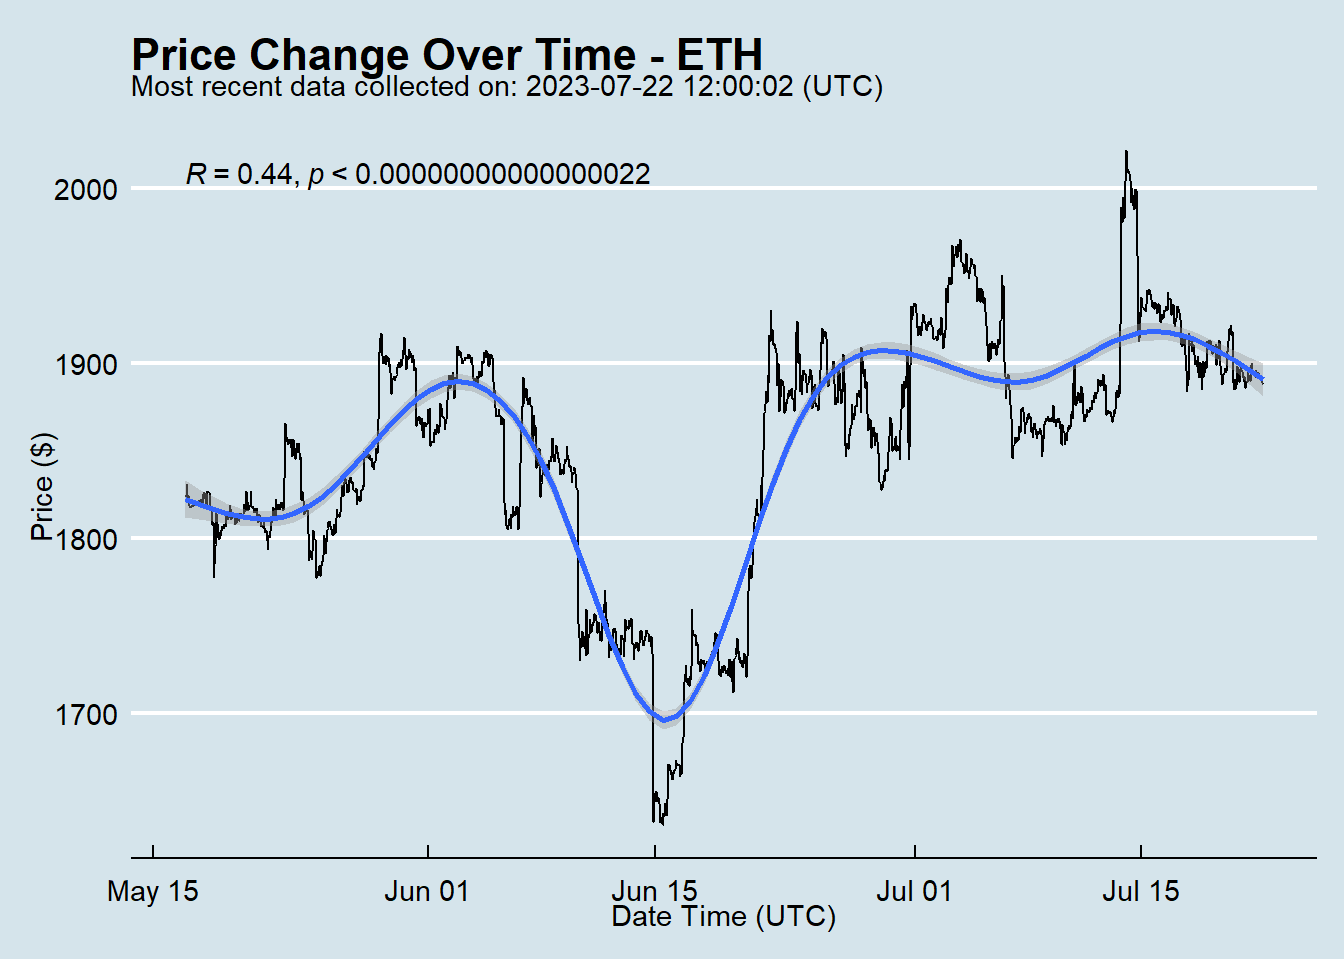 Price Change Over Time - ETH
Most recent data collected on: 2023-07-22 12:00:02 (UTC)
R = 0.44, p < 0.00000000000000022
2000
1900
1800
1700
Price ($)
May 15
Jun 01
Jun 15
Jul 01
Jul 15
Date Time (UTC)